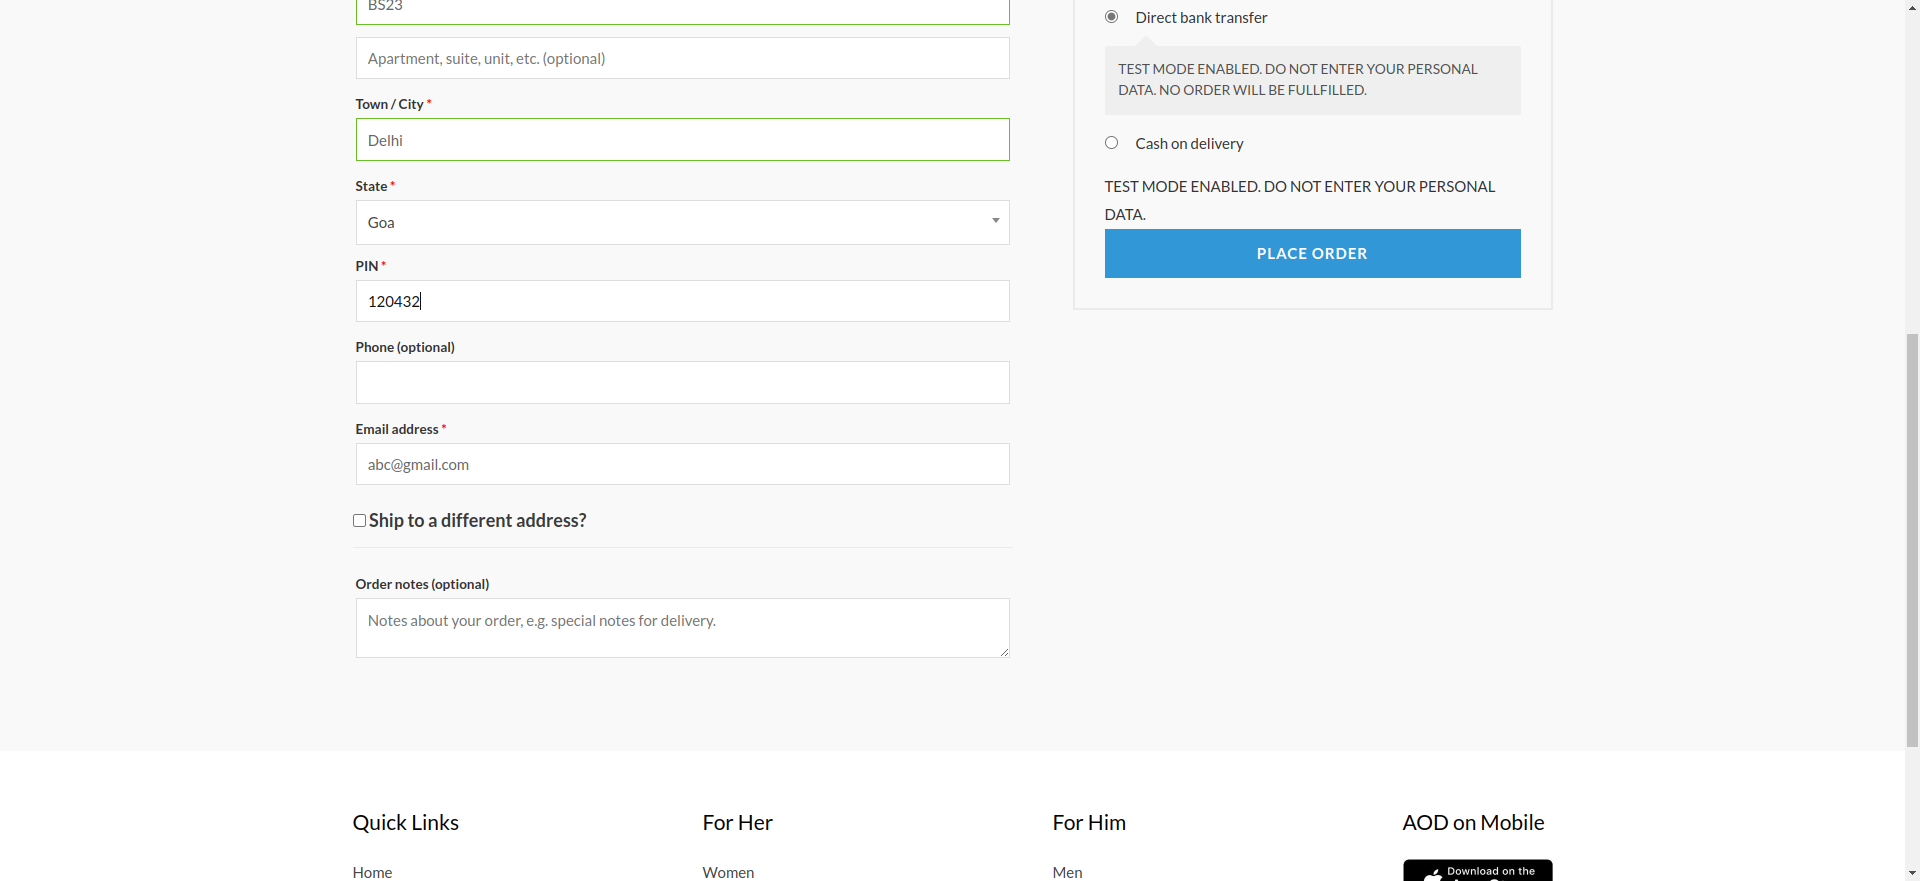 BS23
Apartment, suite, unit, etc. (optional)
Town / City *
Delhi
State *
Goa
PIN *
120432
Phone (optional)
Email address *
abc@gmail.com
Ship to a different address?
Order notes (optional)
Notes about your order, e.g. special notes for delivery.
Direct bank transfer
TEST MODE ENABLED. DO NOT ENTER YOUR PERSONAL
DATA. NO ORDER WILL BE FULLFILLED.
Cash on delivery
TEST MODE ENABLED. DO NOT ENTER YOUR PERSONAL
DATA.
PLACE ORDER
Quick Links
Home
For Her
Women
For Him
Men
AOD on Mobile
Download on the